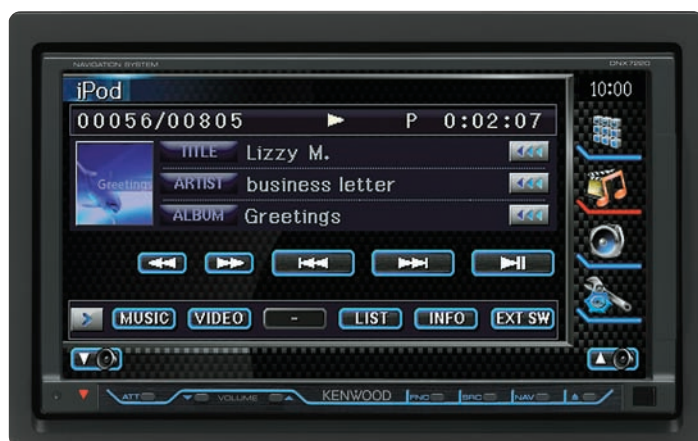 NAVIGATION SYSTEM DNX7220
iPod 10:00
00056/00805 P 0:02:07
TITLE Lizzy M.
Greetings ARTIST business letter
ALBUM Greetings
MUSIC VIDEO - LIST INFO EXT SW
ATT VOLUME KENWOOD FNC SRC NAV